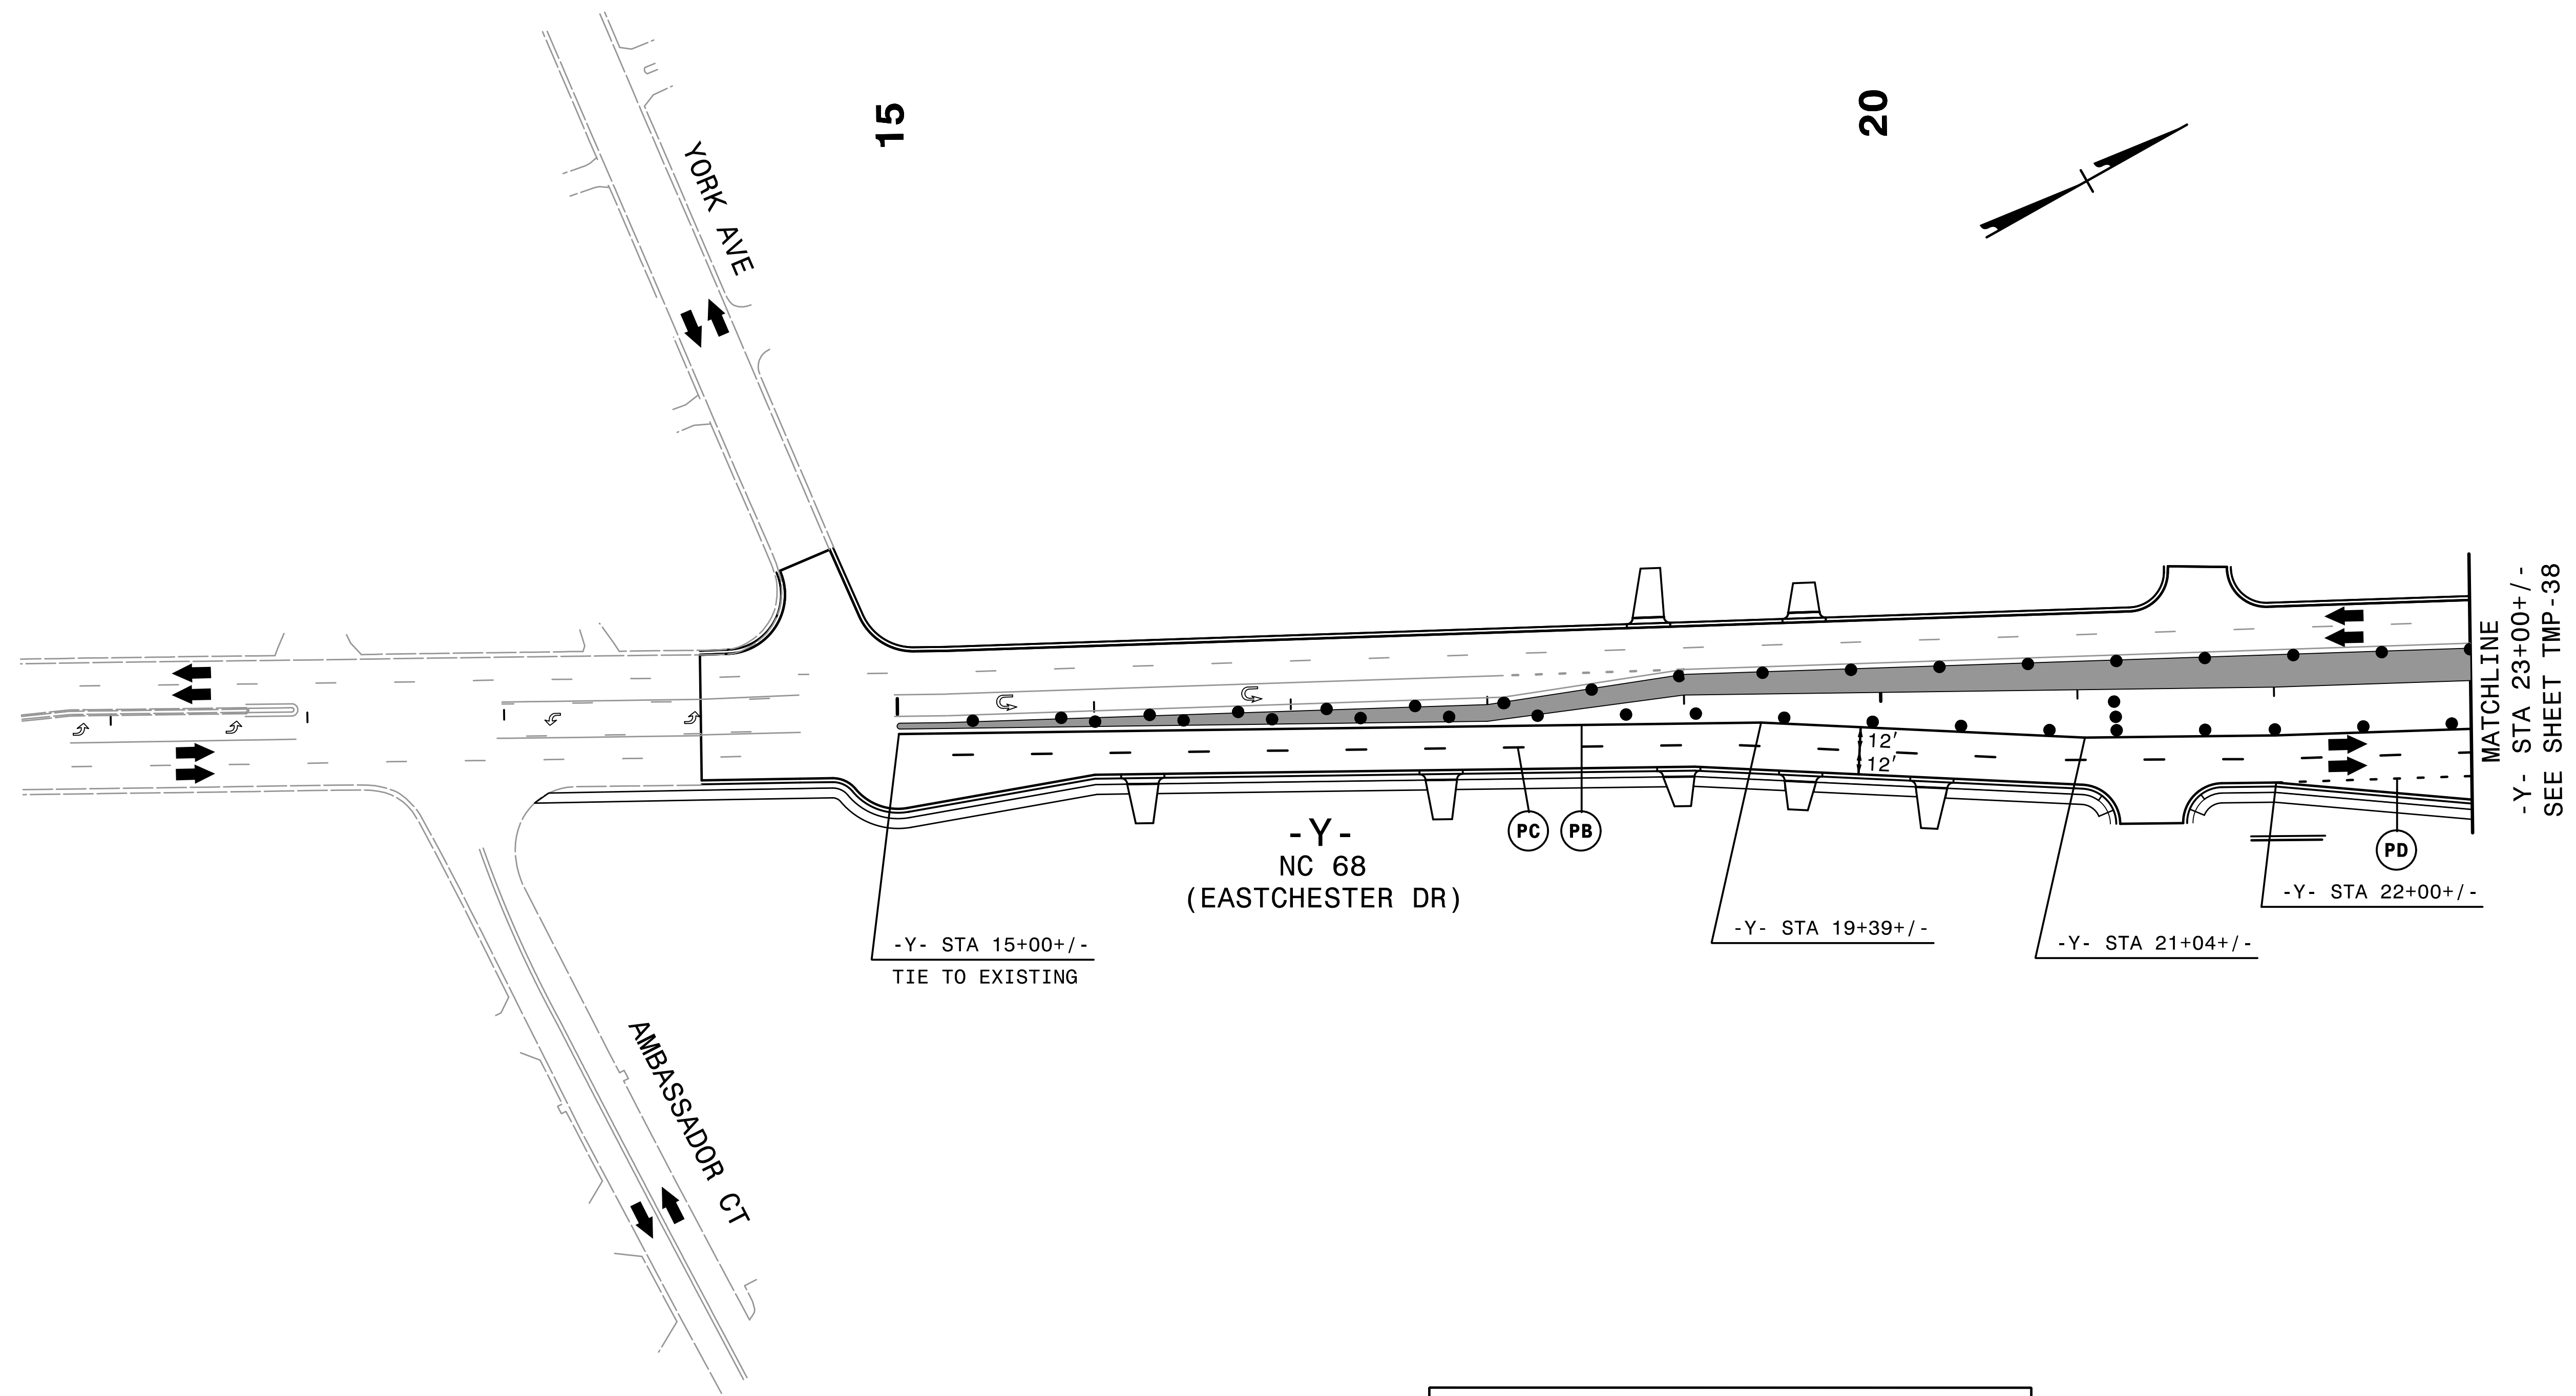 15
20
YORK AVE
12'
12'
MATCHLINE
-Y- STA 23+00+/-
SEE SHEET TMP-38
PC
PB
PD
-Y-
NC 68
(EASTCHESTER DR)
-Y- STA 15+00+/-
TIE TO EXISTING
-Y- STA 19+39+/-
-Y- STA 21+04+/-
-Y- STA 22+00+/-
AMBASSADOR CT